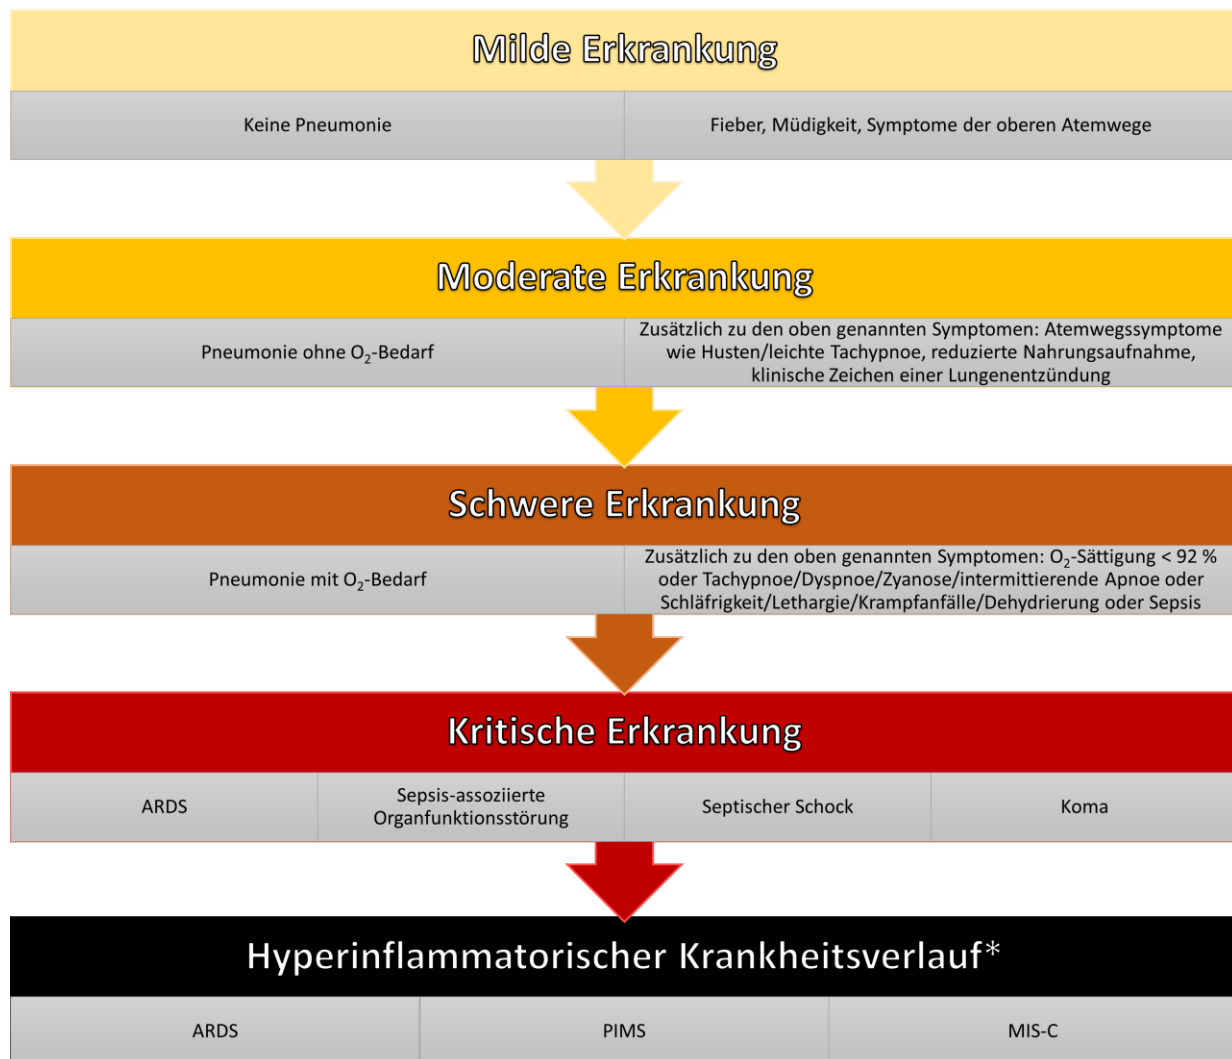 Milde Erkrankung
Keine Pneumonie
Fieber, Müdigkeit, Symptome der oberen Atemwege
Moderate Erkrankung
Pneumonie ohne O₂-Bedarf
Zusätzlich zu den oben genannten Symptomen: Atemwegssymptome
wie Husten/leichte Tachypnoe, reduzierte Nahrungsaufnahme,
klinische Zeichen einer Lungenentzündung
Schwere Erkrankung
Pneumonie mit O₂-Bedarf
Zusätzlich zu den oben genannten Symptomen: O₂-Sättigung < 92 %
oder Tachypnoe/Dyspnoe/Zyanose/intermittierende Apnoe oder
Schläfrigkeit/Lethargie/Krampfanfälle/Dehydrierung oder Sepsis
Kritische Erkrankung
ARDS
Sepsis-assoziierte
Organfunktionsstörung
Septischer Schock
Koma
Hyperinflammatorischer Krankheitsverlauf*
ARDS
PIMS
MIS-C